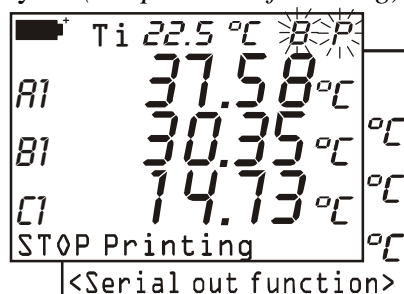 Ti 22.5 °C B P
A1 37.58 °C
°C
B1 30.35 °C
°C
C1 14.73 °C
STOP Printing
°C
<Serial out function>